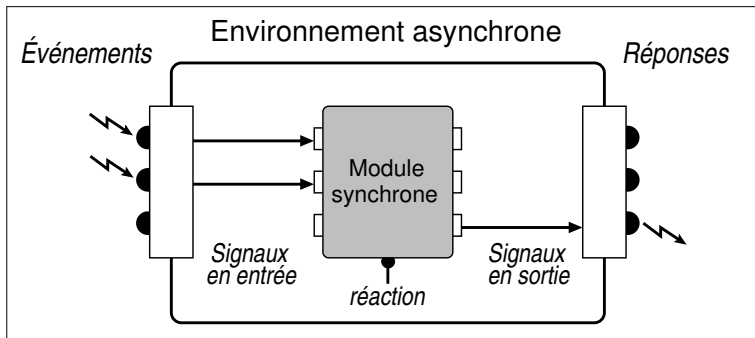 Environnement asynchrone
Événements
Réponses
Module
synchrone
Signaux
en entrée
Signaux
en sortie
réaction